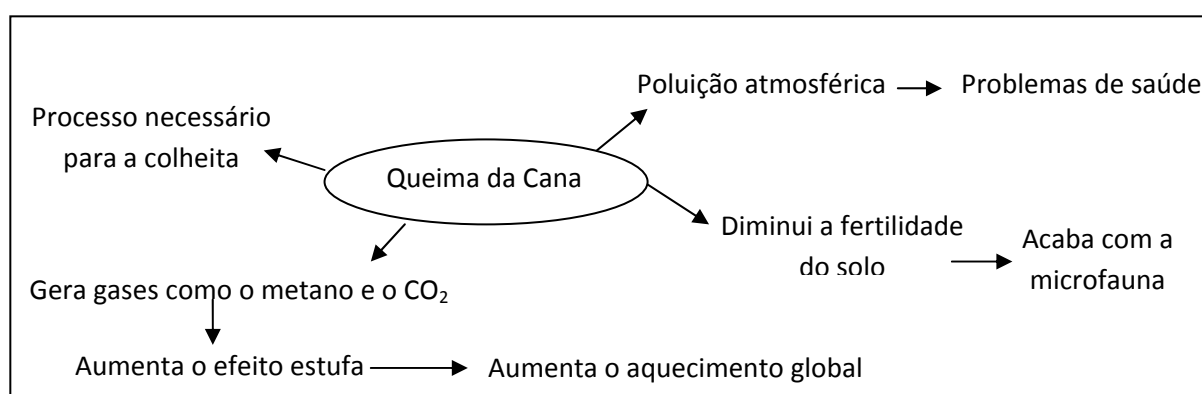 Poluição atmosférica
Problemas de saúde
Processo necessário
para a colheita
Queima da Cana
Diminui a fertilidade
do solo
Acaba com a
microfauna
Gera gases como o metano e o CO₂
Aumenta o efeito estufa
Aumenta o aquecimento global